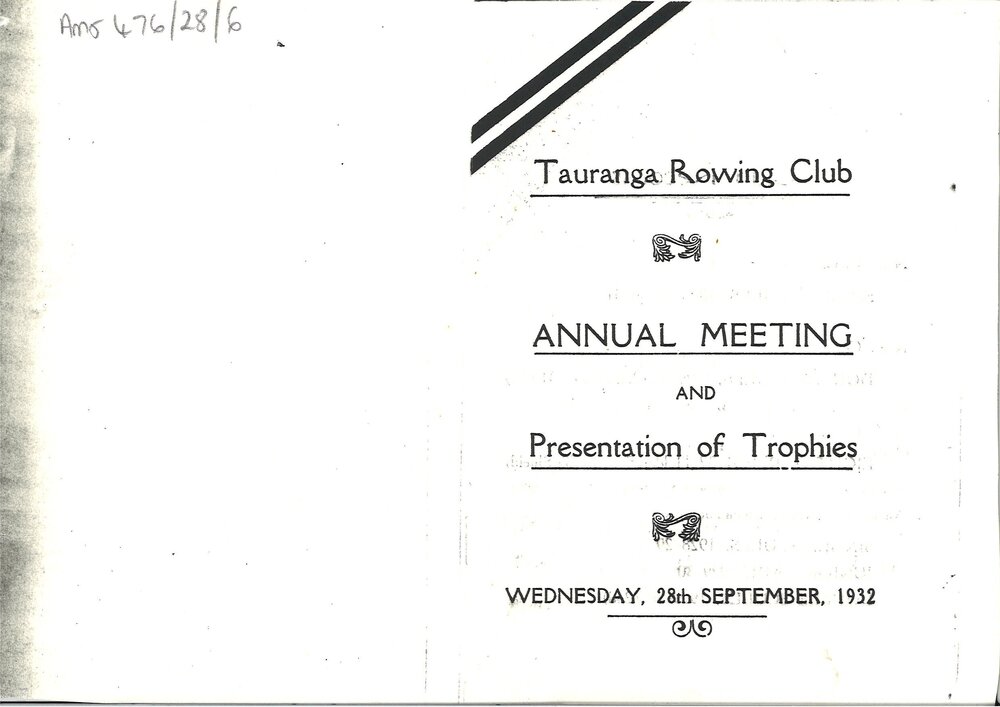 Ams 476/28/6
Tauranga Rowing Club
ANNUAL MEETING
AND
Presentation of Trophies
WEDNESDAY, 28th SEPTEMBER, 1932